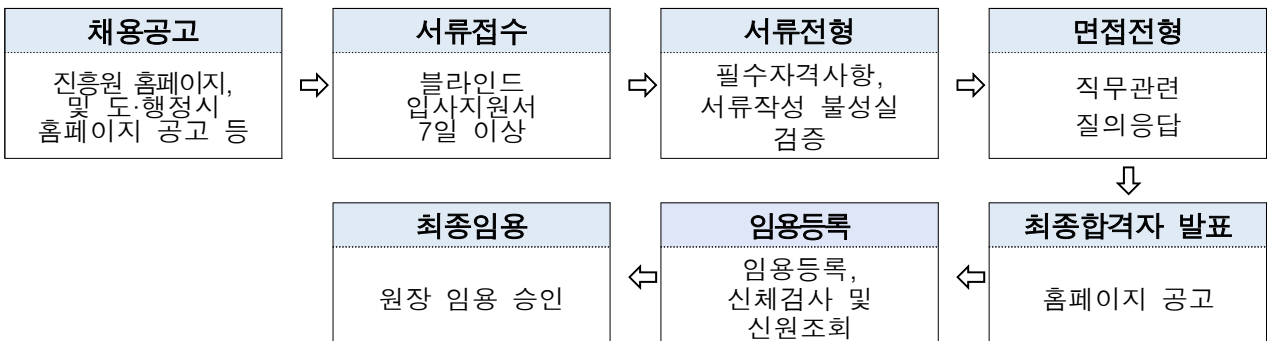 채용공고
진흥원 홈페이지,
및 도·행정시
홈페이지 공고 등
⇨
서류접수
블라인드
입사지원서
7일 이상
⇨
서류전형
필수자격사항,
서류작성 불성실
검증
⇨
면접전형
직무관련
질의응답
⇩
최종합격자 발표
홈페이지 공고
⇦
임용등록
임용등록,
신체검사 및
신원조회
⇦
최종임용
원장 임용 승인